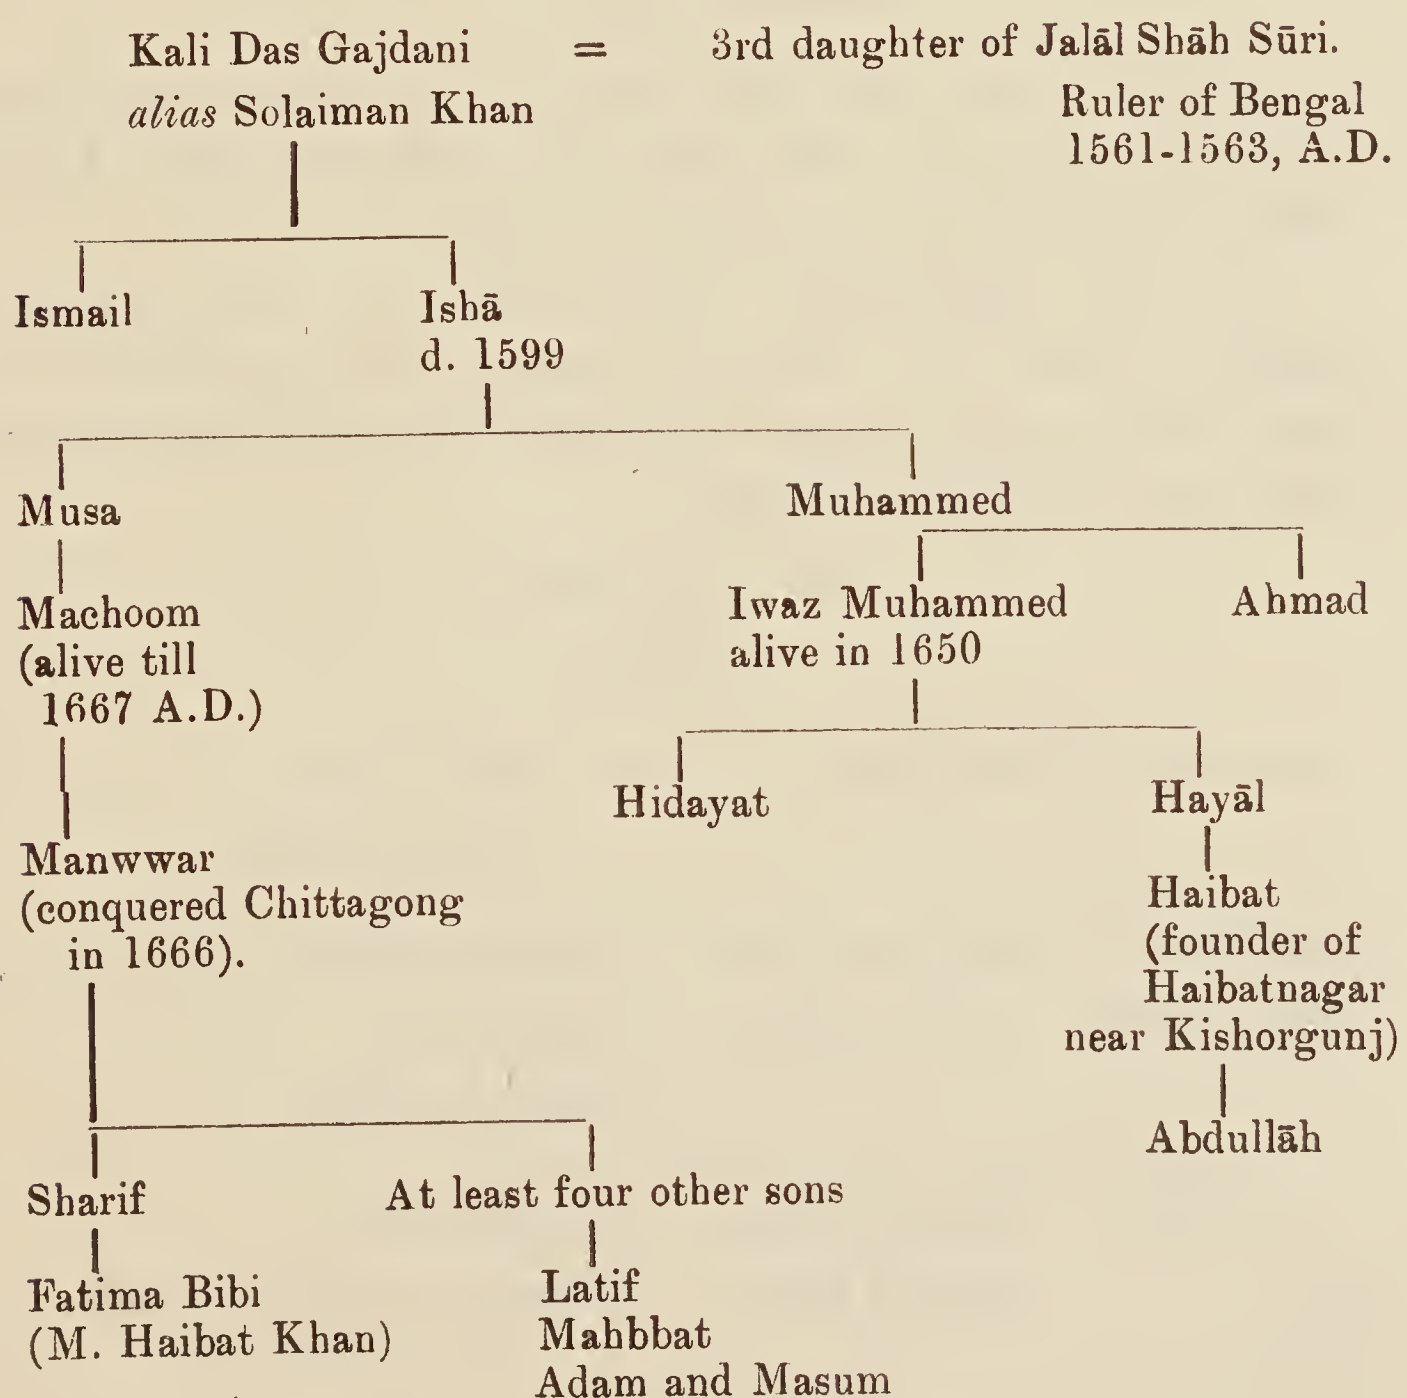 Kali Das Gajdani = 3rd daughter of Jalāl Shāh Sūri.
alias Solaiman Khan
Ruler of Bengal
1561-1563, A.D.
Ismail
Ishā
d. 1599
Musa
Muhammed
Machoom
(alive till
1667 A.D.)
Iwaz Muhammed
alive in 1650
Ahmad
Hidayat
Hayāl
Manwwar
(conquered Chittagong
in 1666).
Haibat
(founder of
Haibatnagar
near Kishorgunj)
Abdullāh
Sharif
At least four other sons
Fatima Bibi
(M. Haibat Khan)
Latif
Mahbbat
Adam and Masum